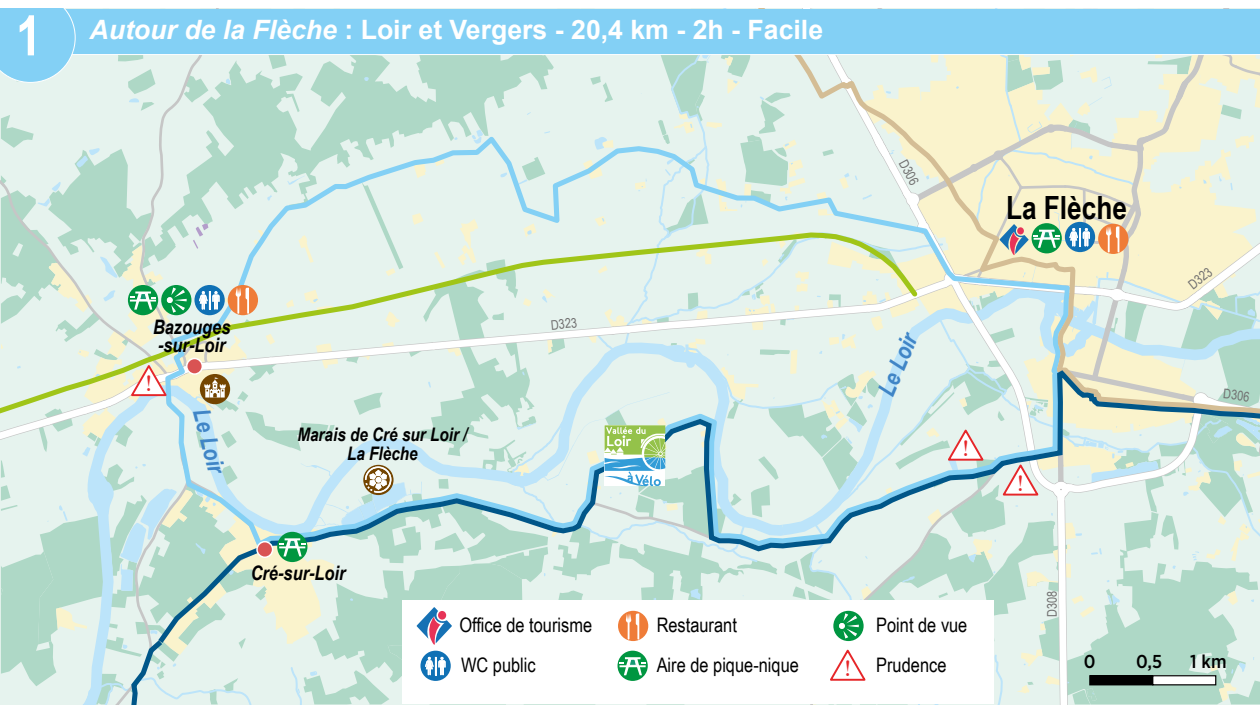 1
Autour de la Flèche : Loir et Vergers - 20,4 km - 2h - Facile
D306
La Flèche
D323
Bazouges
-sur-Loir
D323
Le Loir
D306
Le Loir
Marais de Cré sur Loir /
La Flèche
Vallée du
Loir
à Vélo
Cré-sur-Loir
D308
Office de tourisme
Restaurant
Point de vue
WC public
Aire de pique-nique
Prudence
0 0,5 1 km